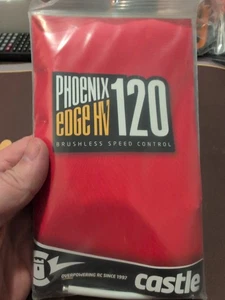 PHOENIX
EDGE HV 120
BRUSHLESS SPEED CONTROL
OVERPOWERING RC SINCE 1997
castle